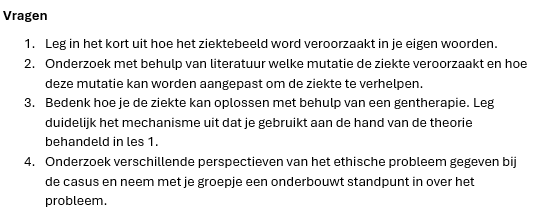 Vragen
1. Leg in het kort uit hoe het ziektebeeld word veroorzaakt in je eigen woorden.
2. Onderzoek met behulp van literatuur welke mutatie de ziekte veroorzaakt en hoe
deze mutatie kan worden aangepast om de ziekte te verhelpen.
3. Bedenk hoe je de ziekte kan oplossen met behulp van een gentherapie. Leg
duidelijk het mechanisme uit dat je gebruikt aan de hand van de theorie
behandeld in les 1.
4. Onderzoek verschillende perspectieven van het ethische probleem gegeven bij
de casus en neem met je groepje een onderbouwt standpunt in over het
probleem.